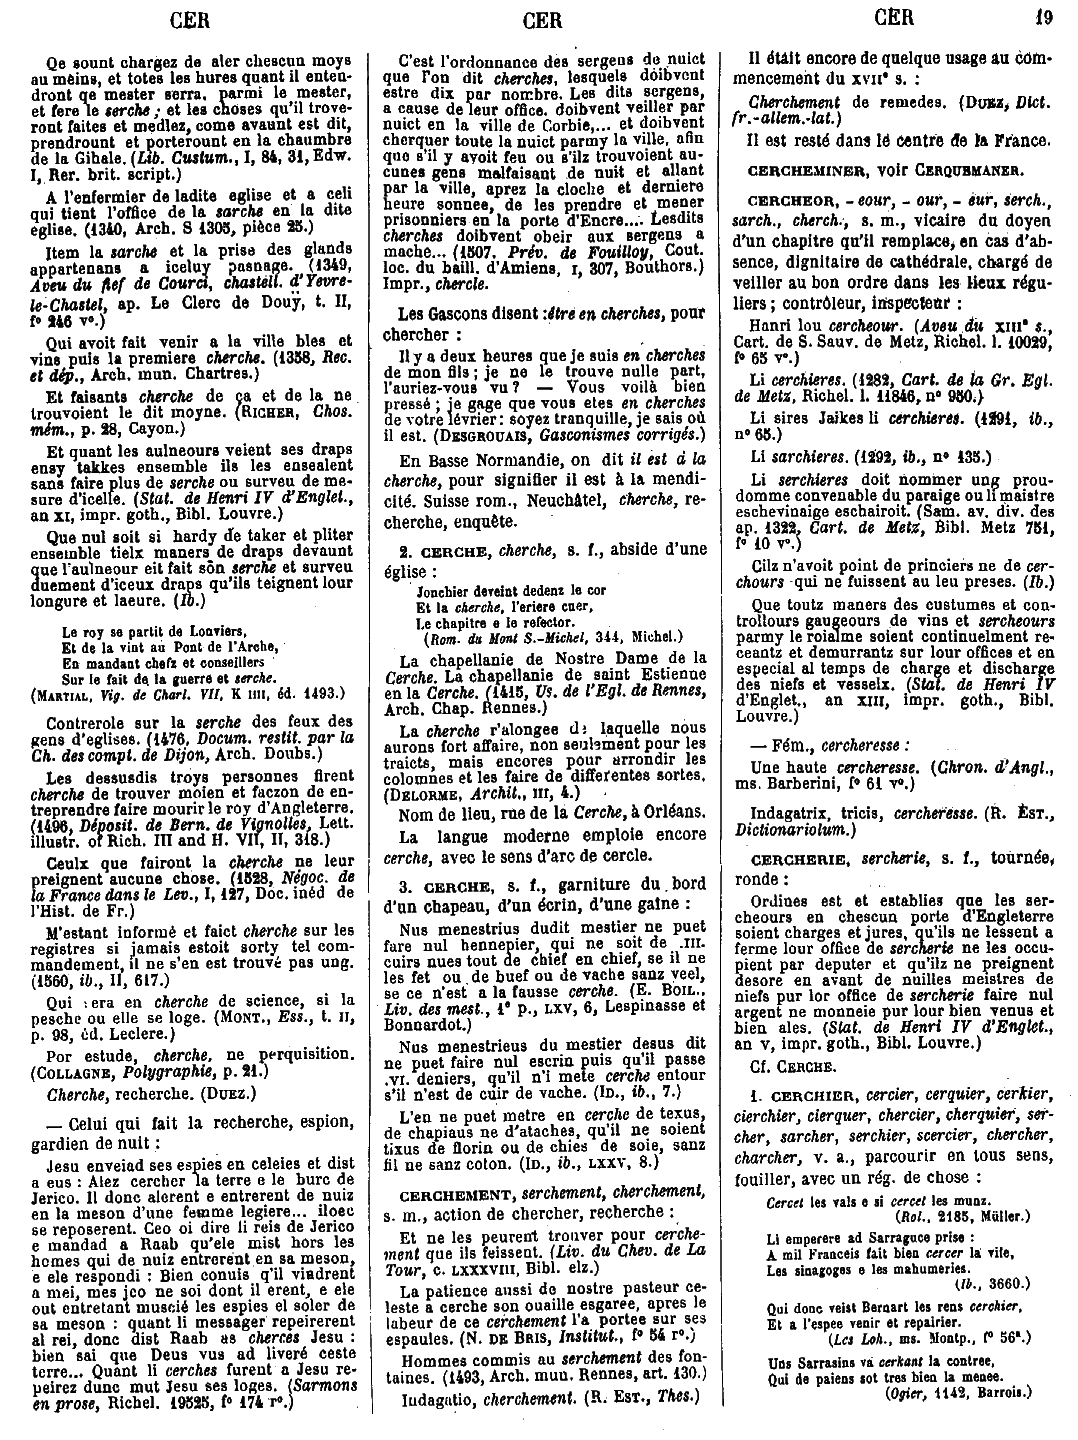 CER
CER
CER 19
Qe sount chargez de aler chescun moys
au meins, et totes les hures quant il enten-
dront qe mester serra, parmi le mester,
et fere le serche ; et les choses qu'il trove-
ront faites et medlez, come avaunt est dit,
prendrount et porterount en la chaumbre
de la Gihale. (Lib. Custum., I, 84, 31, Edw.
I, Rer. brit. script.)
A l'enfermier de ladite eglise et a celi
qui tient l'office de la sarche en la dite
eglise. (1340, Arch. S 1305, pièce 25.)
Item la sarche et la prise des glands
appartenans a iceluy pasnage. (1349,
Aveu du fief de Courci, chastell. d'Yevre-
le-Chastel, ap. Le Clerc de Douÿ, t. II,
f° 246 v°.)
Qui avoit fait venir a la ville bles et
vins puis la premiere cherche. (1358, Rec.
et dép., Arch. mun. Chartres.)
Et faisants cherche de ça et de la ne
trouvoient le dit moyne. (RICHER, Chos.
mém., p. 28, Cayon.)
Et quant les aulneours veient ses draps
ensy takkes ensemble ils les ensealent
sans faire plus de serche ou surveu de me-
sure d'icelle. (Stat. de Henri IV d'Englet.,
an XI, impr. goth., Bibl. Louvre.)
Que nul soit si hardy de taker et pliter
ensemble tielx maners de draps devaunt
que l'aulneour eit fait son serche et surveu
duement d'iceux draps qu'ils teignent lour
longure et laeure. (Ib.)
Le roy se partit de Louviers,
Et de la vint au Pont de l'Arche,
En mandant chefz et conseillers
Sur le fait de la guerre et serche.
(MARTIAL, Vig. de Charl. VII, K IIII, éd. 1493.)
Controrole sur la serche des feux des
gens d'eglises. (1476, Docum. restit. par la
Ch. des compt. de Dijon, Arch. Doubs.)
Les dessusdis troys personnes firent
cherche de trouver moien et faczon de en-
treprendre faire mourir le roy d'Angleterre.
(1496, Déposit. de Bern. de Vignolles, Lett.
illustr. of Rich. III and H. VII, II, 318.)
Ceulx que fairont la cherche ne leur
preignent aucune chose. (1528, Négoc. de
la France dans le Lev., I, 127, Doc. inéd de
l'Hist. de Fr.)
M'estant informé et faict cherche sur les
registres si jamais estoit sorty tel com-
mandement, il ne s'en est trouvé pas ung.
(1560, ib., II, 617.)
Qui sera en cherche de science, si la
pesche ou elle se loge. (MONT., Ess., t. II,
p. 98, éd. Leclere.)
Por estude, cherche, ne perquisition.
(COLLAGNE, Polygraphie, p. 21.)
Cherche, recherche. (DUEZ.)
— Celui qui fait la recherche, espion,
gardien de nuit :
Jesu enveiad ses espies en celeies et dist
a eus : Alez cercher la terre e le burc de
Jerico. Il donc alerent e entrerent de nuiz
en la meson d'une femme legiere... iloec
se reposerent. Ceo oi dire li reis de Jerico
e mandad a Raab qu'ele mist hors les
homes qui de nuiz entrerent en sa meson,
e ele respondi : Bien conuis q'il viadrent
a mei, mes jco ne soi dont il erent, e ele
out entretant muscié les espies el soler de
sa meson : quant li messager repeirerent
al rei, donc dist Raab as cherces Jesu :
bien sai que Deus vus ad liveré ceste
terre... Quant li cerches furent a Jesu re-
peirez dunc mut Jesu ses loges. (Sarmons
en prose, Richel. 19525, f° 174 r°.)
C'est l'ordonnance des sergens de nuict
que l'on dit cherches, lesquels doibvent
estre dix par nombre. Les dits sergens,
a cause de leur office, doibvent veiller par
nuict en la ville de Corbie,... et doibvent
cherquer toute la nuict parmy la ville, afin
que s'il y avoit feu ou s'ilz trouvoient au-
cunes gens malfaisant de nuit et allant
par la ville, aprez la cloche et derniere
heure sonnee, de les prendre et mener
prisonniers en la porte d'Encre.... Lesdits
cherches doibvent obeir aux sergens a
mache... (1507, Prév. de Fouilloy, Cout.
loc. du baill. d'Amiens, I, 307, Bouthors.)
Impr., chercle.
Les Gascons disent : être en cherches, pour
chercher :
Il y a deux heures que je suis en cherches
de mon fils ; je ne le trouve nulle part,
l'auriez-vous vu ? — Vous voilà bien
pressé ; je gage que vous etes en cherches
de votre lévrier : soyez tranquille, je sais où
il est. (DESGROUAIS, Gasconismes corrigés.)
En Basse Normandie, on dit il est à la
cherche, pour signifier il est à la mendi-
cité. Suisse rom., Neuchâtel, cherche, re-
cherche, enquête.
2. CERCHE, cherche, s. f., abside d'une
église :
Jonchier deveint dedenz le cor
Et la cherche, l'eriere cuer,
Le chapitre e le refector.
(Rom. du Mont S.-Michel, 344, Michel.)
La chapellanie de Nostre Dame de la
Cerche. La chapellanie de saint Estienne
en la Cerche. (1415, Us. de l'Egl. de Rennes,
Arch. Chap. Rennes.)
La cherche r'alongee de laquelle nous
aurons fort affaire, non seulement pour les
traicts, mais encores pour arrondir les
colomnes et les faire de differentes sortes.
(DELORME, Archit., III, 4.)
Nom de lieu, rue de la Cerche, à Orléans.
La langue moderne emploie encore
cerche, avec le sens d'arc de cercle.
3. CERCHE, s. f., garniture du bord
d'un chapeau, d'un écrin, d'une gaîne :
Nus menestrius dudit mestier ne puet
fare nul hennepier, qui ne soit de .III.
cuirs nues tout de chief en chief, se il ne
les fet ou de buef ou de vache sanz veel,
se ce n'est a la fausse cerche. (E. BOIL.,
Liv. des mest., 1e p., LXV, 6, Lespinasse et
Bonnardot.)
Nus menestrieus du mestier desus dit
ne puet faire nul escrin puis qu'il passe
.VI. deniers, qu'il n'i mete cerche entour
s'il n'est de cuir de vache. (ID., ib., 7.)
L'en ne puet metre en cerche de texus,
de chapiaus ne d'ataches, qu'il ne soient
tixus de florin ou de chies de soie, sanz
fil ne sanz coton. (ID., ib., LXXV, 8.)
CERCHEMENT, serchement, cherchement,
s. m., action de chercher, recherche :
Et ne les peurent trouver pour cerche-
ment que ils feissent. (Liv. du Chev. de La
Tour, c. LXXXVIII, Bibl. elz.)
La patience aussi de nostre pasteur ce-
leste a cerche son ouaille esgaree, apres le
labeur de ce cerchement l'a portee sur ses
espaules. (N. DE BRIS, Institut., f° 54 r°.)
Hommes commis au serchement des fon-
taines. (1493, Arch. mun. Rennes, art. 130.)
Iudagatio, cherchement. (R. EST., Thes.)
Il était encore de quelque usage au com-
mencement du XVIIe s. :
Cherchement de remedes. (DUEZ, Dict.
fr.-allem.-lat.)
Il est resté dans le centre de la France.
CERCHEMINER, voir CERQUEMANER.
CERCHEOR, - eour, - our, - eur, serch.,
sarch., cherch., s. m., vicaire du doyen
d'un chapitre qu'il remplace, en cas d'ab-
sence, dignitaire de cathédrale, chargé de
veiller au bon ordre dans les lieux régu-
liers ; contrôleur, inspecteur :
Hanri lou cercheour. (Aveu du XIIIe s.,
Cart. de S. Sauv. de Metz, Richel. l. 10029,
f° 65 v°.)
Li cerchieres. (1282, Cart. de la Gr. Egl.
de Metz, Richel. l. 11846, n° 950.)
Li sires Jaikes li cerchieres. (1291, ib.,
n° 65.)
Li sarchieres. (1292, ib., n° 135.)
Li serchieres doit nommer ung prou-
domme convenable du paraige ou li maistre
eschevinaige eschairoit. (Sam. av. div. des
ap. 1322, Cart. de Metz, Bibl. Metz 751,
f° 10 v°.)
Cilz n'avoit point de princiers ne de cer-
chours qui ne fuissent au leu preses. (Ib.)
Que toutz maners des custumes et con-
trollours gaugeours de vins et sercheours
parmy le roialme soient continuelment re-
ceantz et demurrantz sur lour offices et en
especial al temps de charge et discharge
des niefs et vesselx. (Stat. de Henri IV
d'Englet., an XIII, impr. goth., Bibl.
Louvre.)
— Fém., cercheresse :
Une haute cercheresse. (Chron. d'Angl.,
ms. Barberini, f° 61 v°.)
Indagatrix, tricis, cercheresse. (R. EST.,
Dictionariolum.)
CERCHERIE, sercherie, s. f., tournée,
ronde :
Ordines est et establies que les ser-
cheours en chescun porte d'Engleterre
soient charges et jures, qu'ils ne lessent a
ferme lour office de sercherie ne les occu-
pient par deputer et qu'ilz ne preignent
desore en avant de nuilles meistres de
niefs pur lor office de sercherie faire nul
argent ne monneie pur lour bien venus et
bien ales. (Stat. de Henri IV d'Englet.,
an V, impr. goth., Bibl. Louvre.)
Cf. CERCHE.
1. CERCHIER, cercier, cerquier, cerkier,
cierchier, cierquer, chercier, cherquier, ser-
cher, sarcher, serchier, scercier, chercher,
charcher, v. a., parcourir en tous sens,
fouiller, avec un rég. de chose :
Cercet les vals e si cercet les munz.
(Rol., 2185, Müller.)
Li emperere ad Sarraguce prise :
A mil Franceis fait bien cercer la vile,
Les sinagoges e les mahumeries.
(Ib., 3660.)
Qui donc veist Bernart les rens cerchier,
Et a l'espee venir et repairier.
(Les Loh., ms. Montp., f° 56a.)
Uns Sarrasins va cerkant la contree,
Qui de paiens sot tres bien la menee.
(Ogier, 1142, Barrois.)